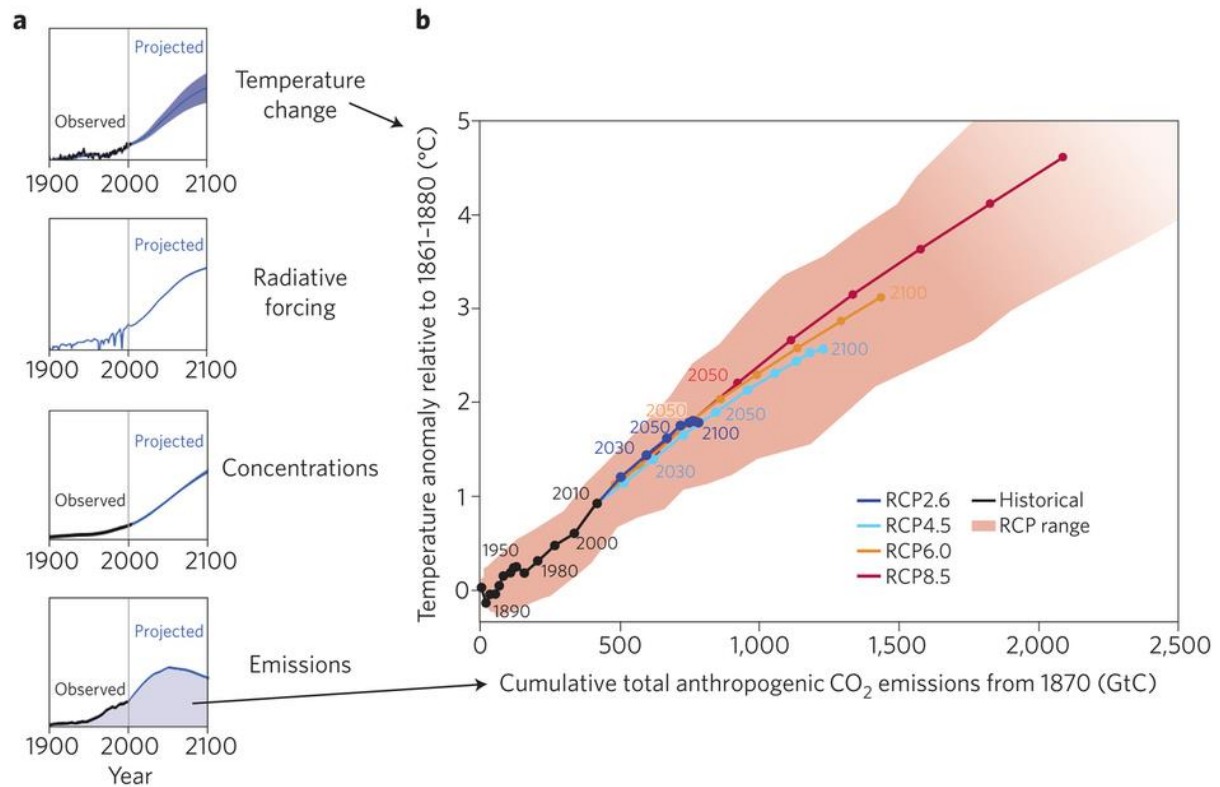 a
Projected
Observed
1900 2000 2100
Temperature
change
Projected
1900 2000 2100
Radiative
forcing
Projected
Observed
1900 2000 2100
Concentrations
Projected
Observed
1900 2000 2100
Year
Emissions
b
Temperature anomaly relative to 1861–1880 (°C)
5
4
3
2
1
0
2100
2050
2100
2050
2050
2050
2100
2030
2030
2010
2000
1950
1980
1890
RCP2.6
RCP4.5
RCP6.0
RCP8.5
Historical
RCP range
0 500 1,000 1,500 2,000 2,500
Cumulative total anthropogenic CO₂ emissions from 1870 (GtC)